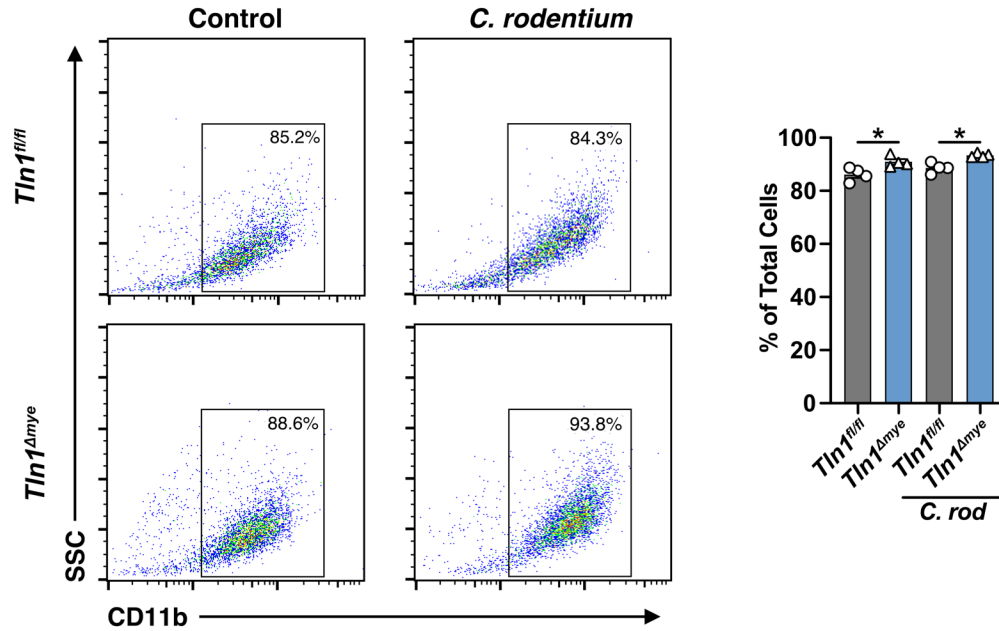 Control
C. rodentium
Tln1fl/fl
85.2%
84.3%
Tln1Δmye
88.6%
93.8%
SSC
CD11b
% of Total Cells
100
80
60
40
20
0
*
*
Tln1fl/fl
Tln1Δmye
Tln1fl/fl
Tln1Δmye
C. rod